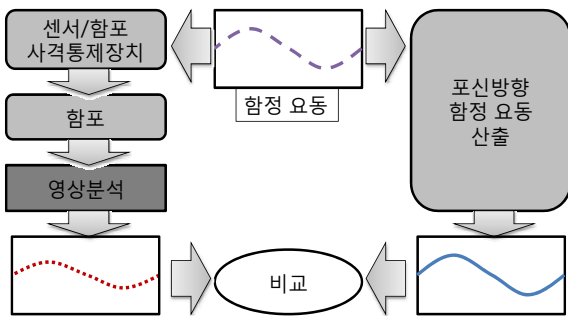 센서/함포
사격통제장치
함정 요동
함포
포신방향
함정 요동
산출
영상분석
비교